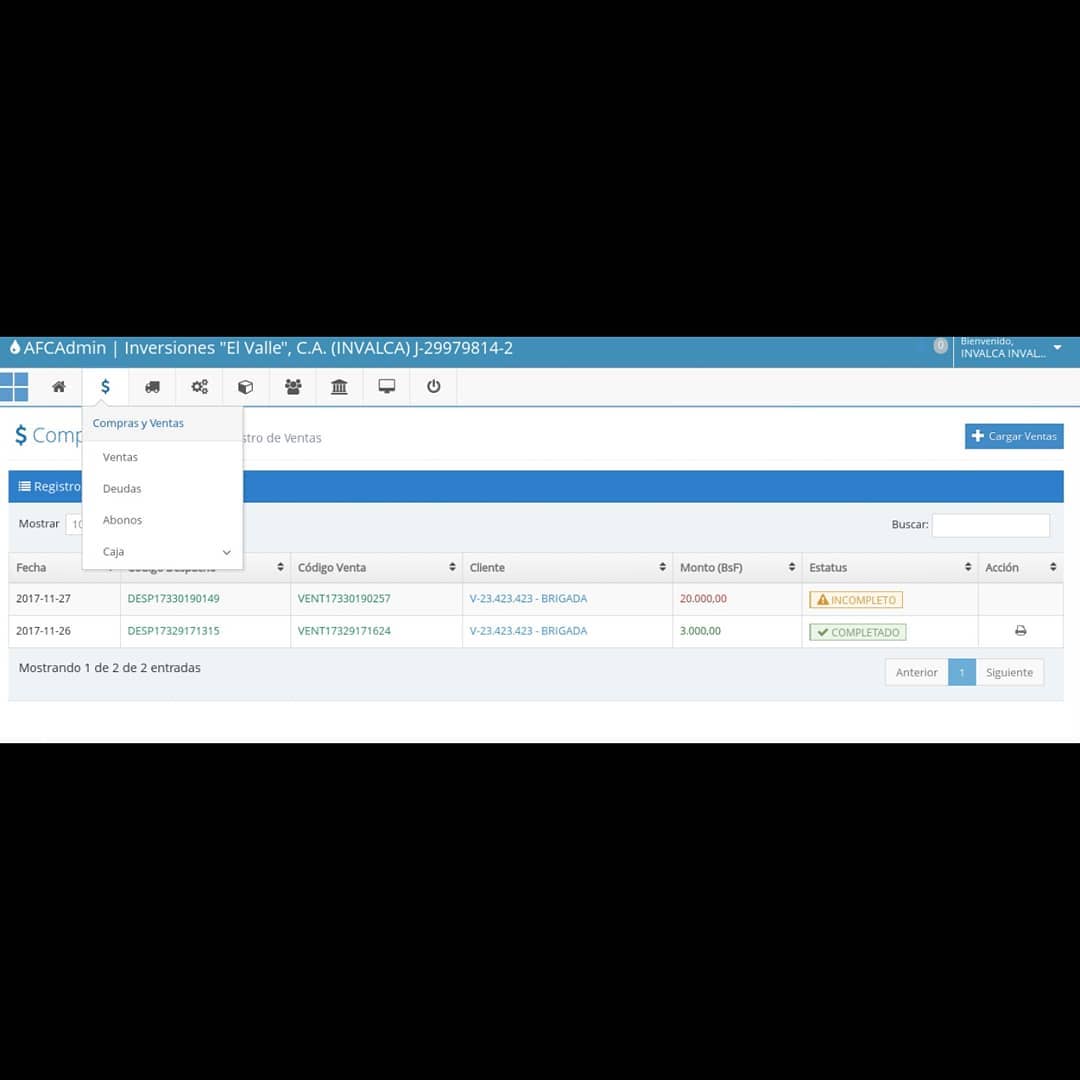 AFCAdmin | Inversiones "El Valle", C.A. (INVALCA) J-29979814-2
0
Bienvenido,
INVALCA INVAL...
$
Compras y Ventas
Ventas
Deudas
Abonos
Caja
$ Comp
stro de Ventas
Cargar Ventas
Registro
Mostrar 10
Buscar:
Fecha Código Despacho Código Venta Cliente Monto (BsF) Estatus Acción
2017-11-27 DESP17330190149 VENT17330190257 V-23.423.423 - BRIGADA 20.000,00 INCOMPLETO
2017-11-26 DESP17329171315 VENT17329171624 V-23.423.423 - BRIGADA 3.000,00 COMPLETADO
Mostrando 1 de 2 de 2 entradas
Anterior 1 Siguiente